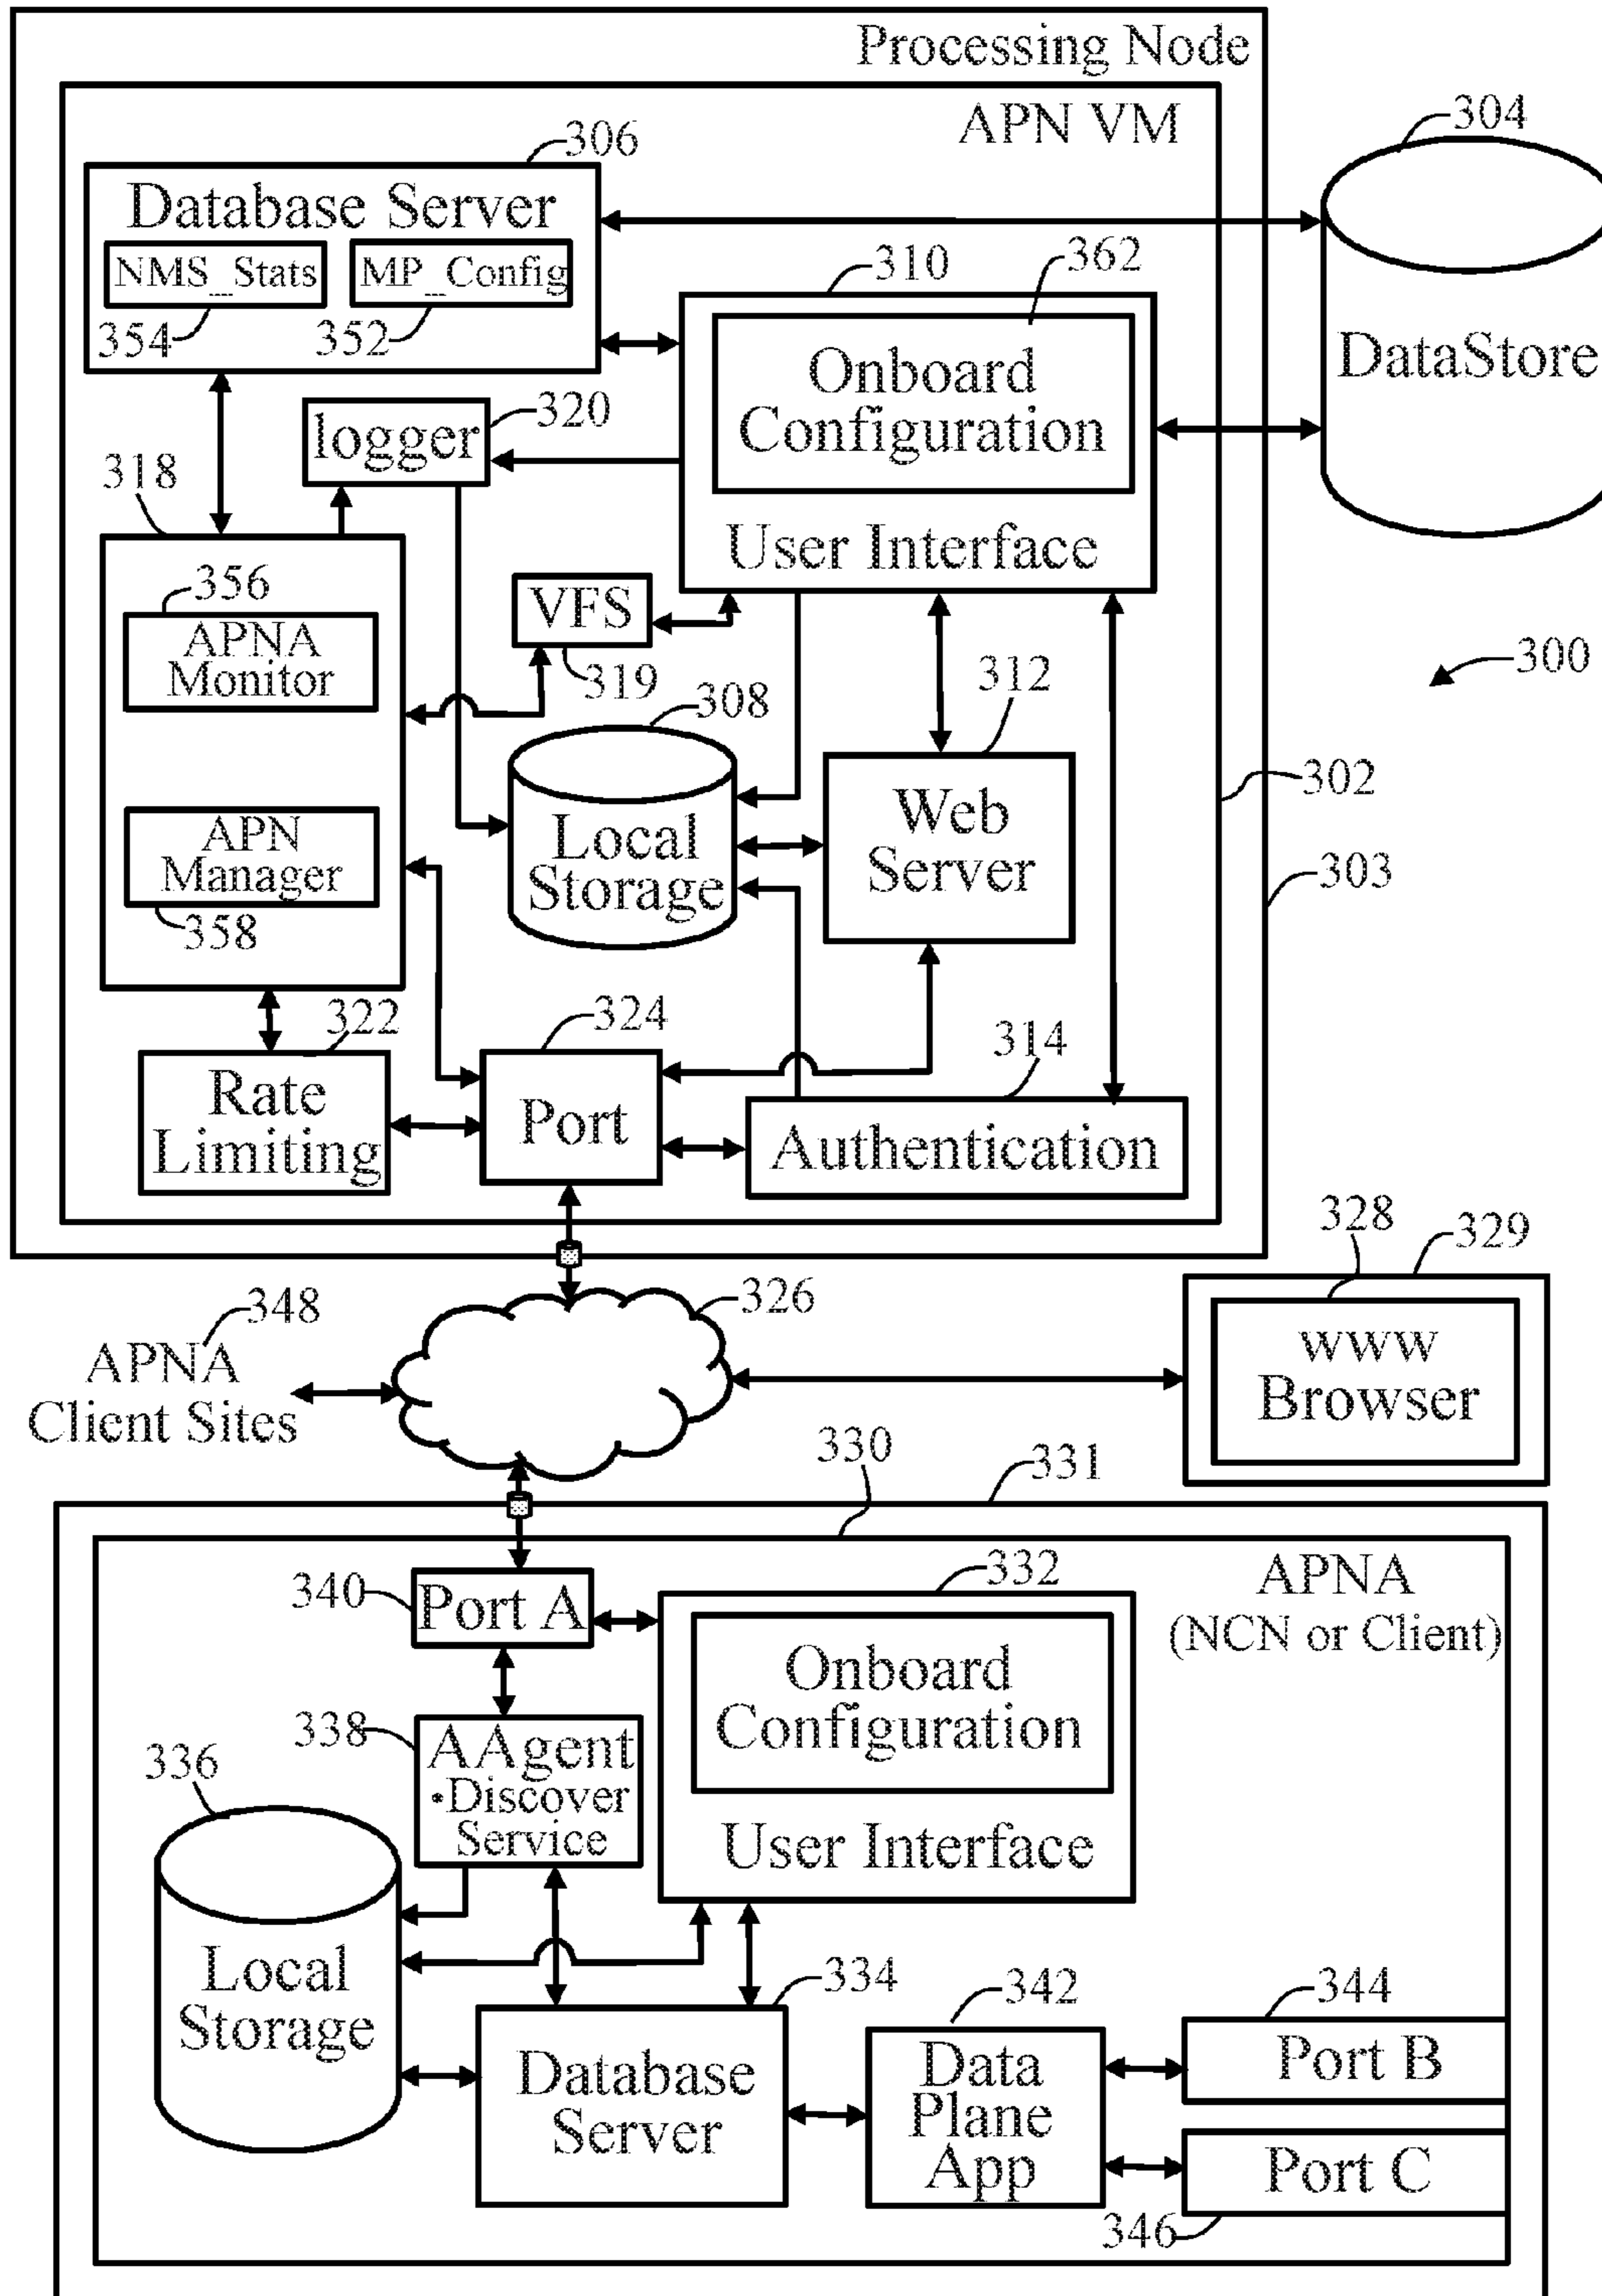 Processing Node
APN VM
304
306
Database Server
NMS_Stats
MP_Config
354
352
310
362
Onboard
Configuration
User Interface
DataStore
320
logger
318
356
APNA
Monitor
VFS
319
300
308
312
Local
Storage
Web
Server
302
303
APN
Manager
358
322
324
314
Rate
Limiting
Port
Authentication
328
329
348
APNA
Client Sites
326
www
Browser
330
331
340
Port A
332
APNA
(NCN or Client)
Onboard
Configuration
User Interface
338
AAgent
•Discover
Service
336
Local
Storage
334
Database
Server
342
Data
Plane
App
344
Port B
Port C
346